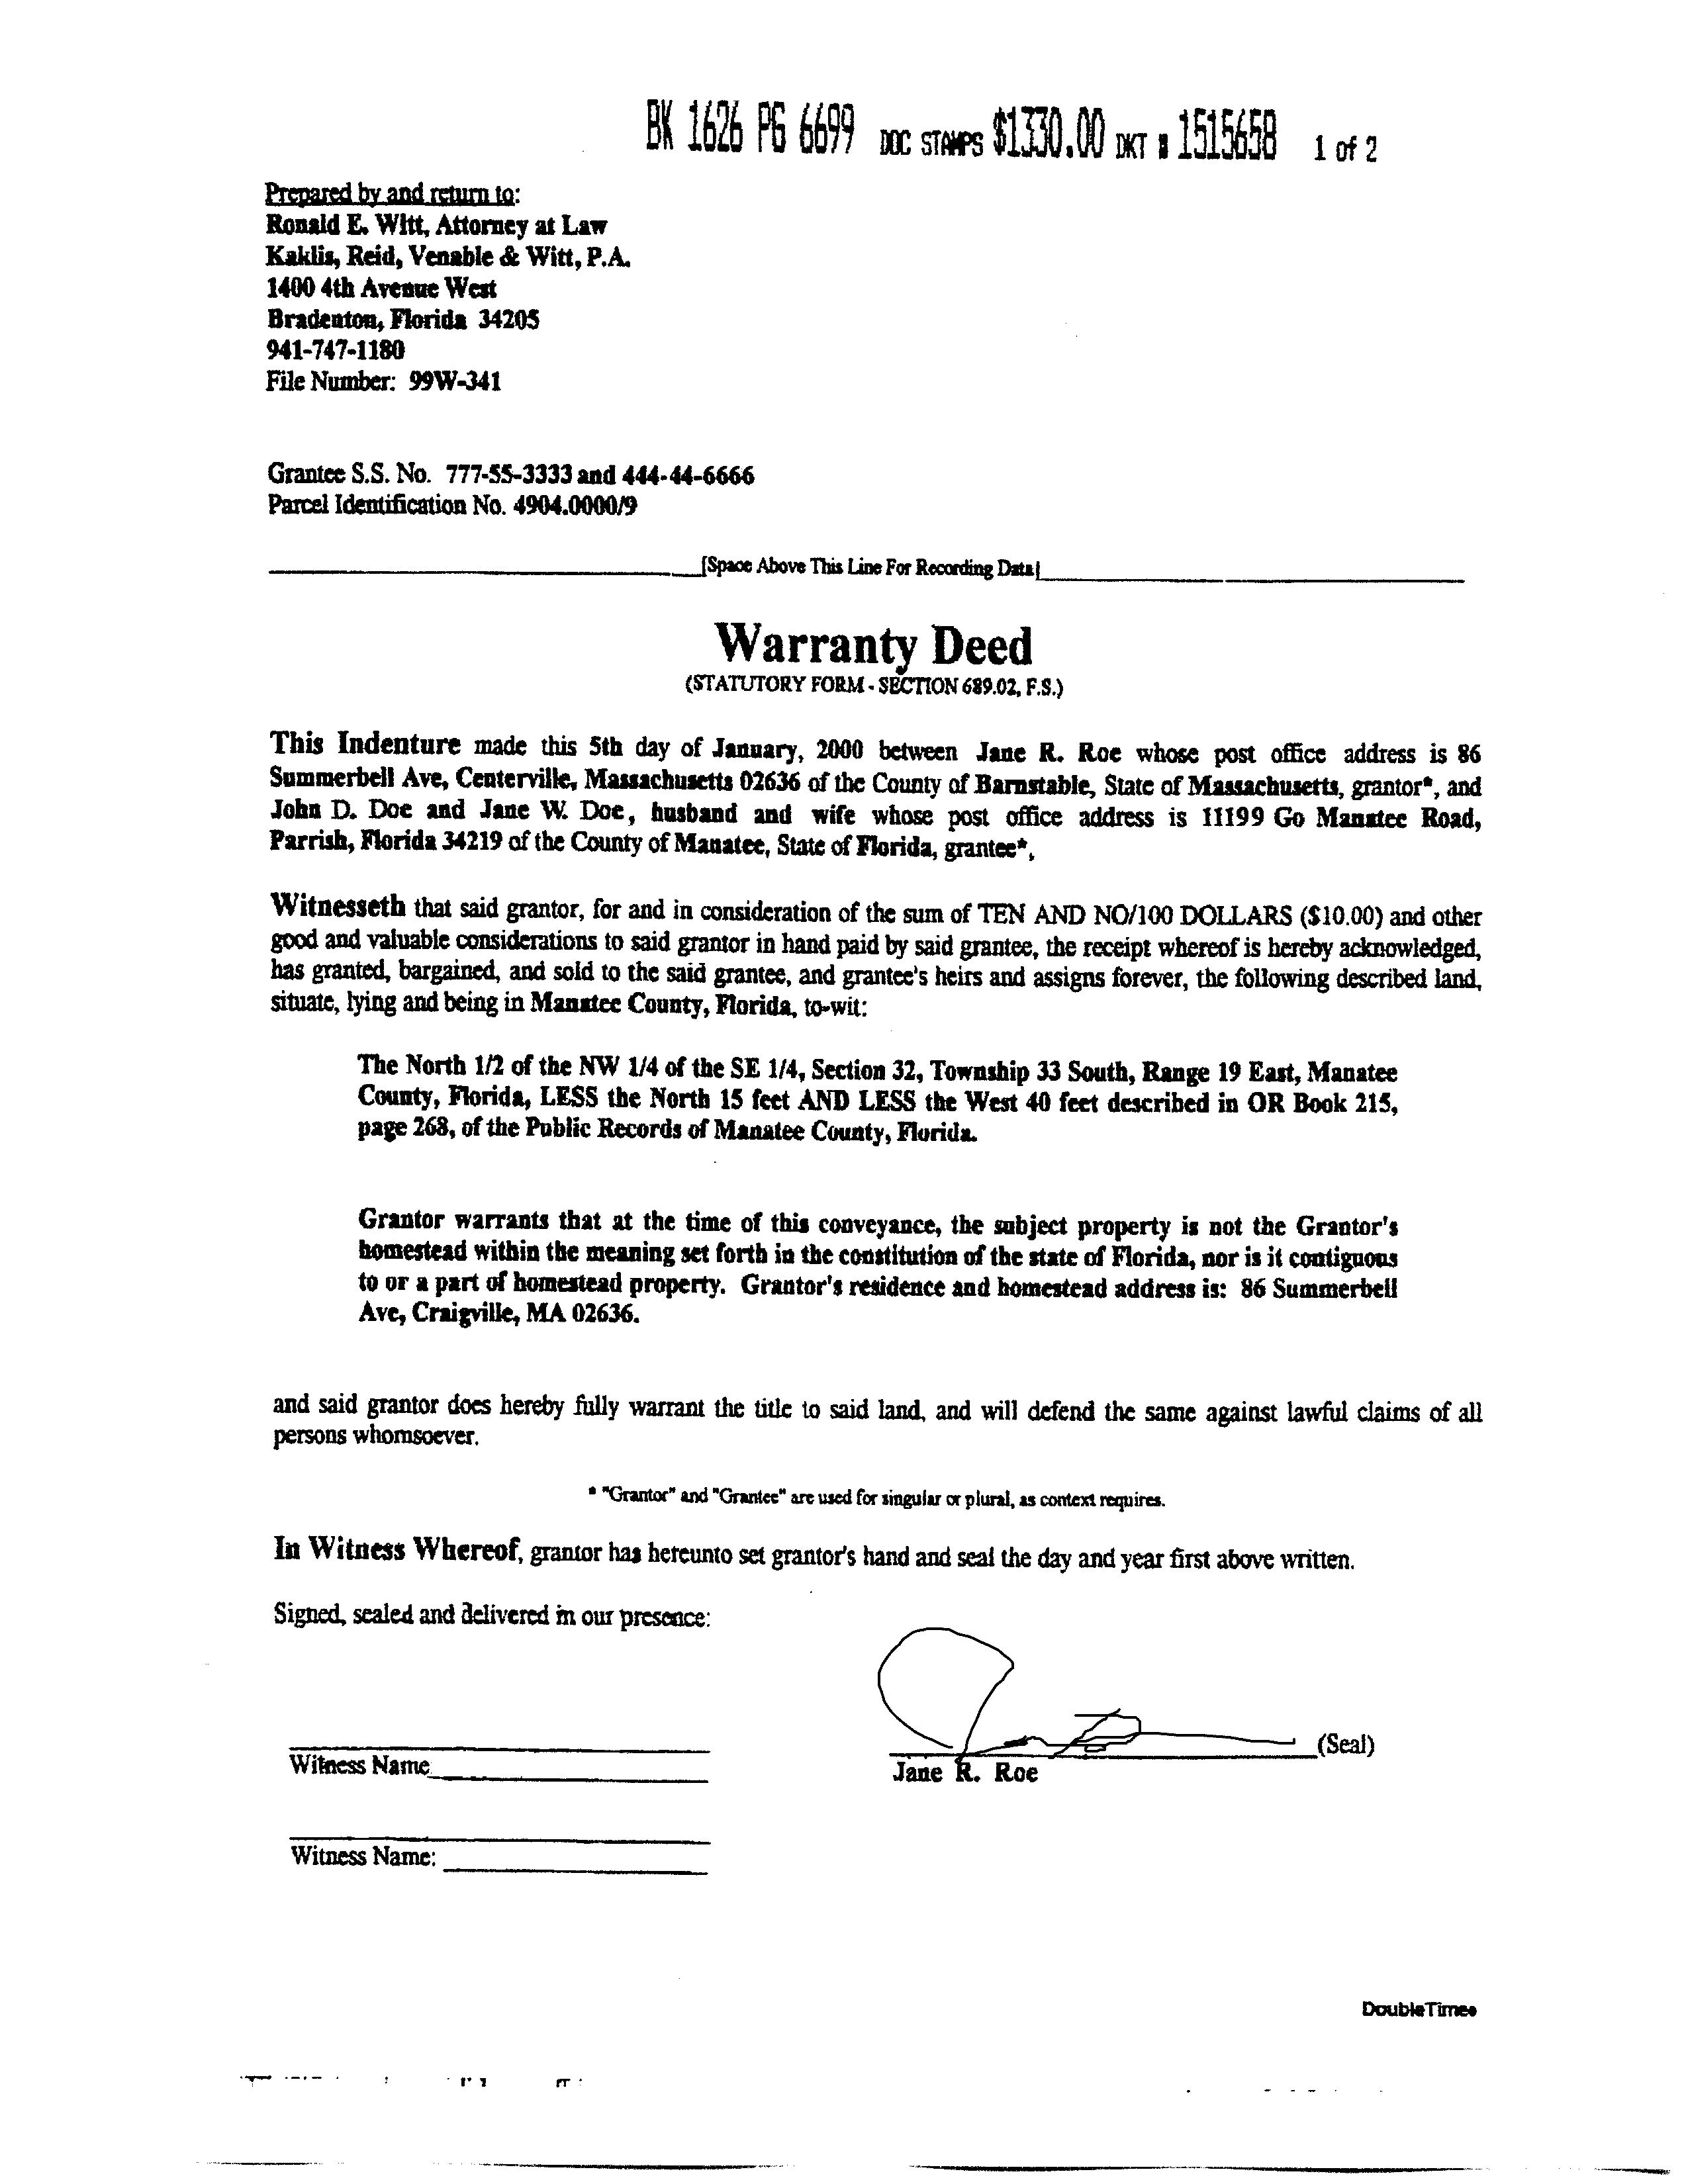 BK 1626 PG 6699 DOC STAMPS $1330.00 DKT # 1515658 1 of 2
Prepared by and return to:
Ronald E. Witt, Attorney at Law
Kaklis, Reid, Venable & Witt, P.A.
1400 4th Avenue West
Bradenton, Florida 34205
941-747-1180
File Number: 99W-341
Grantee S.S. No. 777-55-3333 and 444-44-6666
Parcel Identification No. 4904.0000/9
[Space Above This Line For Recording Data]
Warranty Deed
(STATUTORY FORM - SECTION 689.02, F.S.)
This Indenture made this 5th day of January, 2000 between Jane R. Roe whose post office address is 86
Summerbell Ave, Centerville, Massachusetts 02636 of the County of Barnstable, State of Massachusetts, grantor*, and
John D. Doe and Jane W. Doe, husband and wife whose post office address is 11199 Go Manatee Road,
Parrish, Florida 34219 of the County of Manatee, State of Florida, grantee*,
Witnesseth that said grantor, for and in consideration of the sum of TEN AND NO/100 DOLLARS ($10.00) and other
good and valuable considerations to said grantor in hand paid by said grantee, the receipt whereof is hereby acknowledged,
has granted, bargained, and sold to the said grantee, and grantee's heirs and assigns forever, the following described land,
situate, lying and being in Manatee County, Florida, to-wit:
The North 1/2 of the NW 1/4 of the SE 1/4, Section 32, Township 33 South, Range 19 East, Manatee
County, Florida, LESS the North 15 feet AND LESS the West 40 feet described in OR Book 215,
page 268, of the Public Records of Manatee County, Florida.
Grantor warrants that at the time of this conveyance, the subject property is not the Grantor's
homestead within the meaning set forth in the constitution of the state of Florida, nor is it contiguous
to or a part of homestead property. Grantor's residence and homestead address is: 86 Summerbell
Ave, Craigville, MA 02636.
and said grantor does hereby fully warrant the title to said land, and will defend the same against lawful claims of all
persons whomsoever.
* "Grantor" and "Grantee" are used for singular or plural, as context requires.
In Witness Whereof, grantor has hereunto set grantor's hand and seal the day and year first above written.
Signed, sealed and delivered in our presence:
(Seal)
Witness Name
Jane R. Roe
Witness Name:
DoubleTime